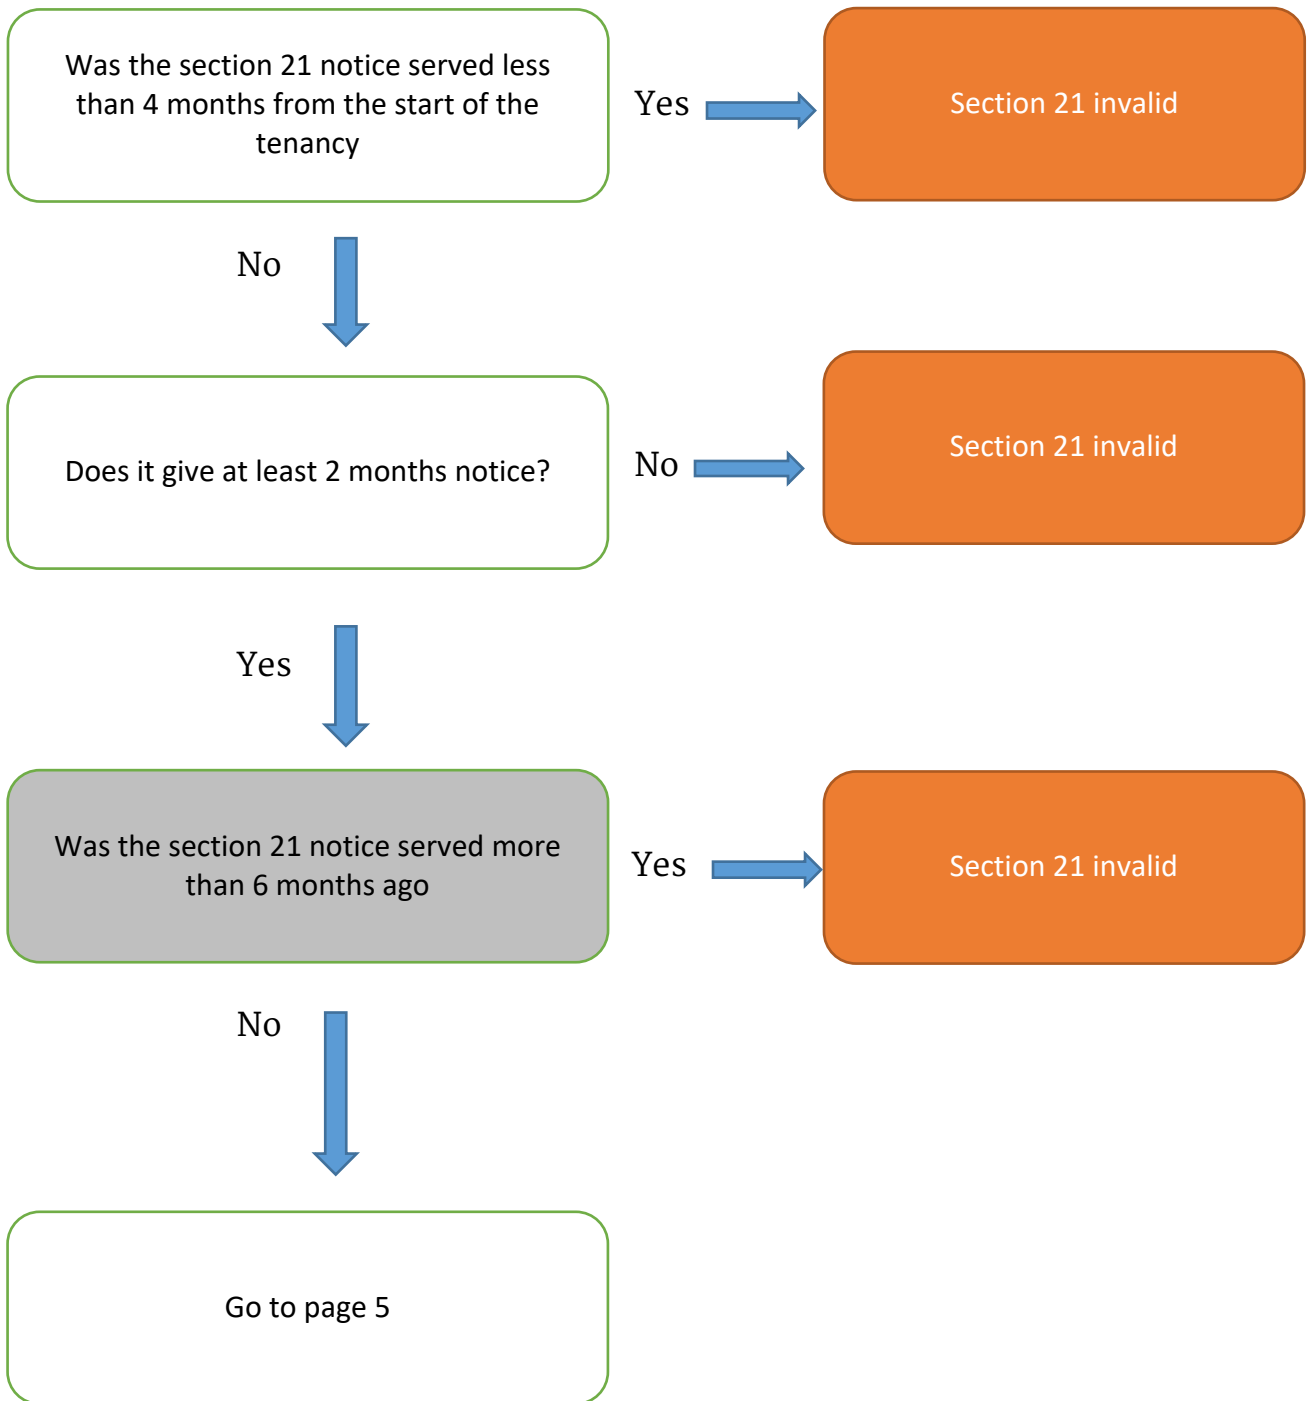 Was the section 21 notice served less
than 4 months from the start of the
tenancy
Yes
Section 21 invalid
No
Does it give at least 2 months notice?
No
Section 21 invalid
Yes
Was the section 21 notice served more
than 6 months ago
Yes
Section 21 invalid
No
Go to page 5